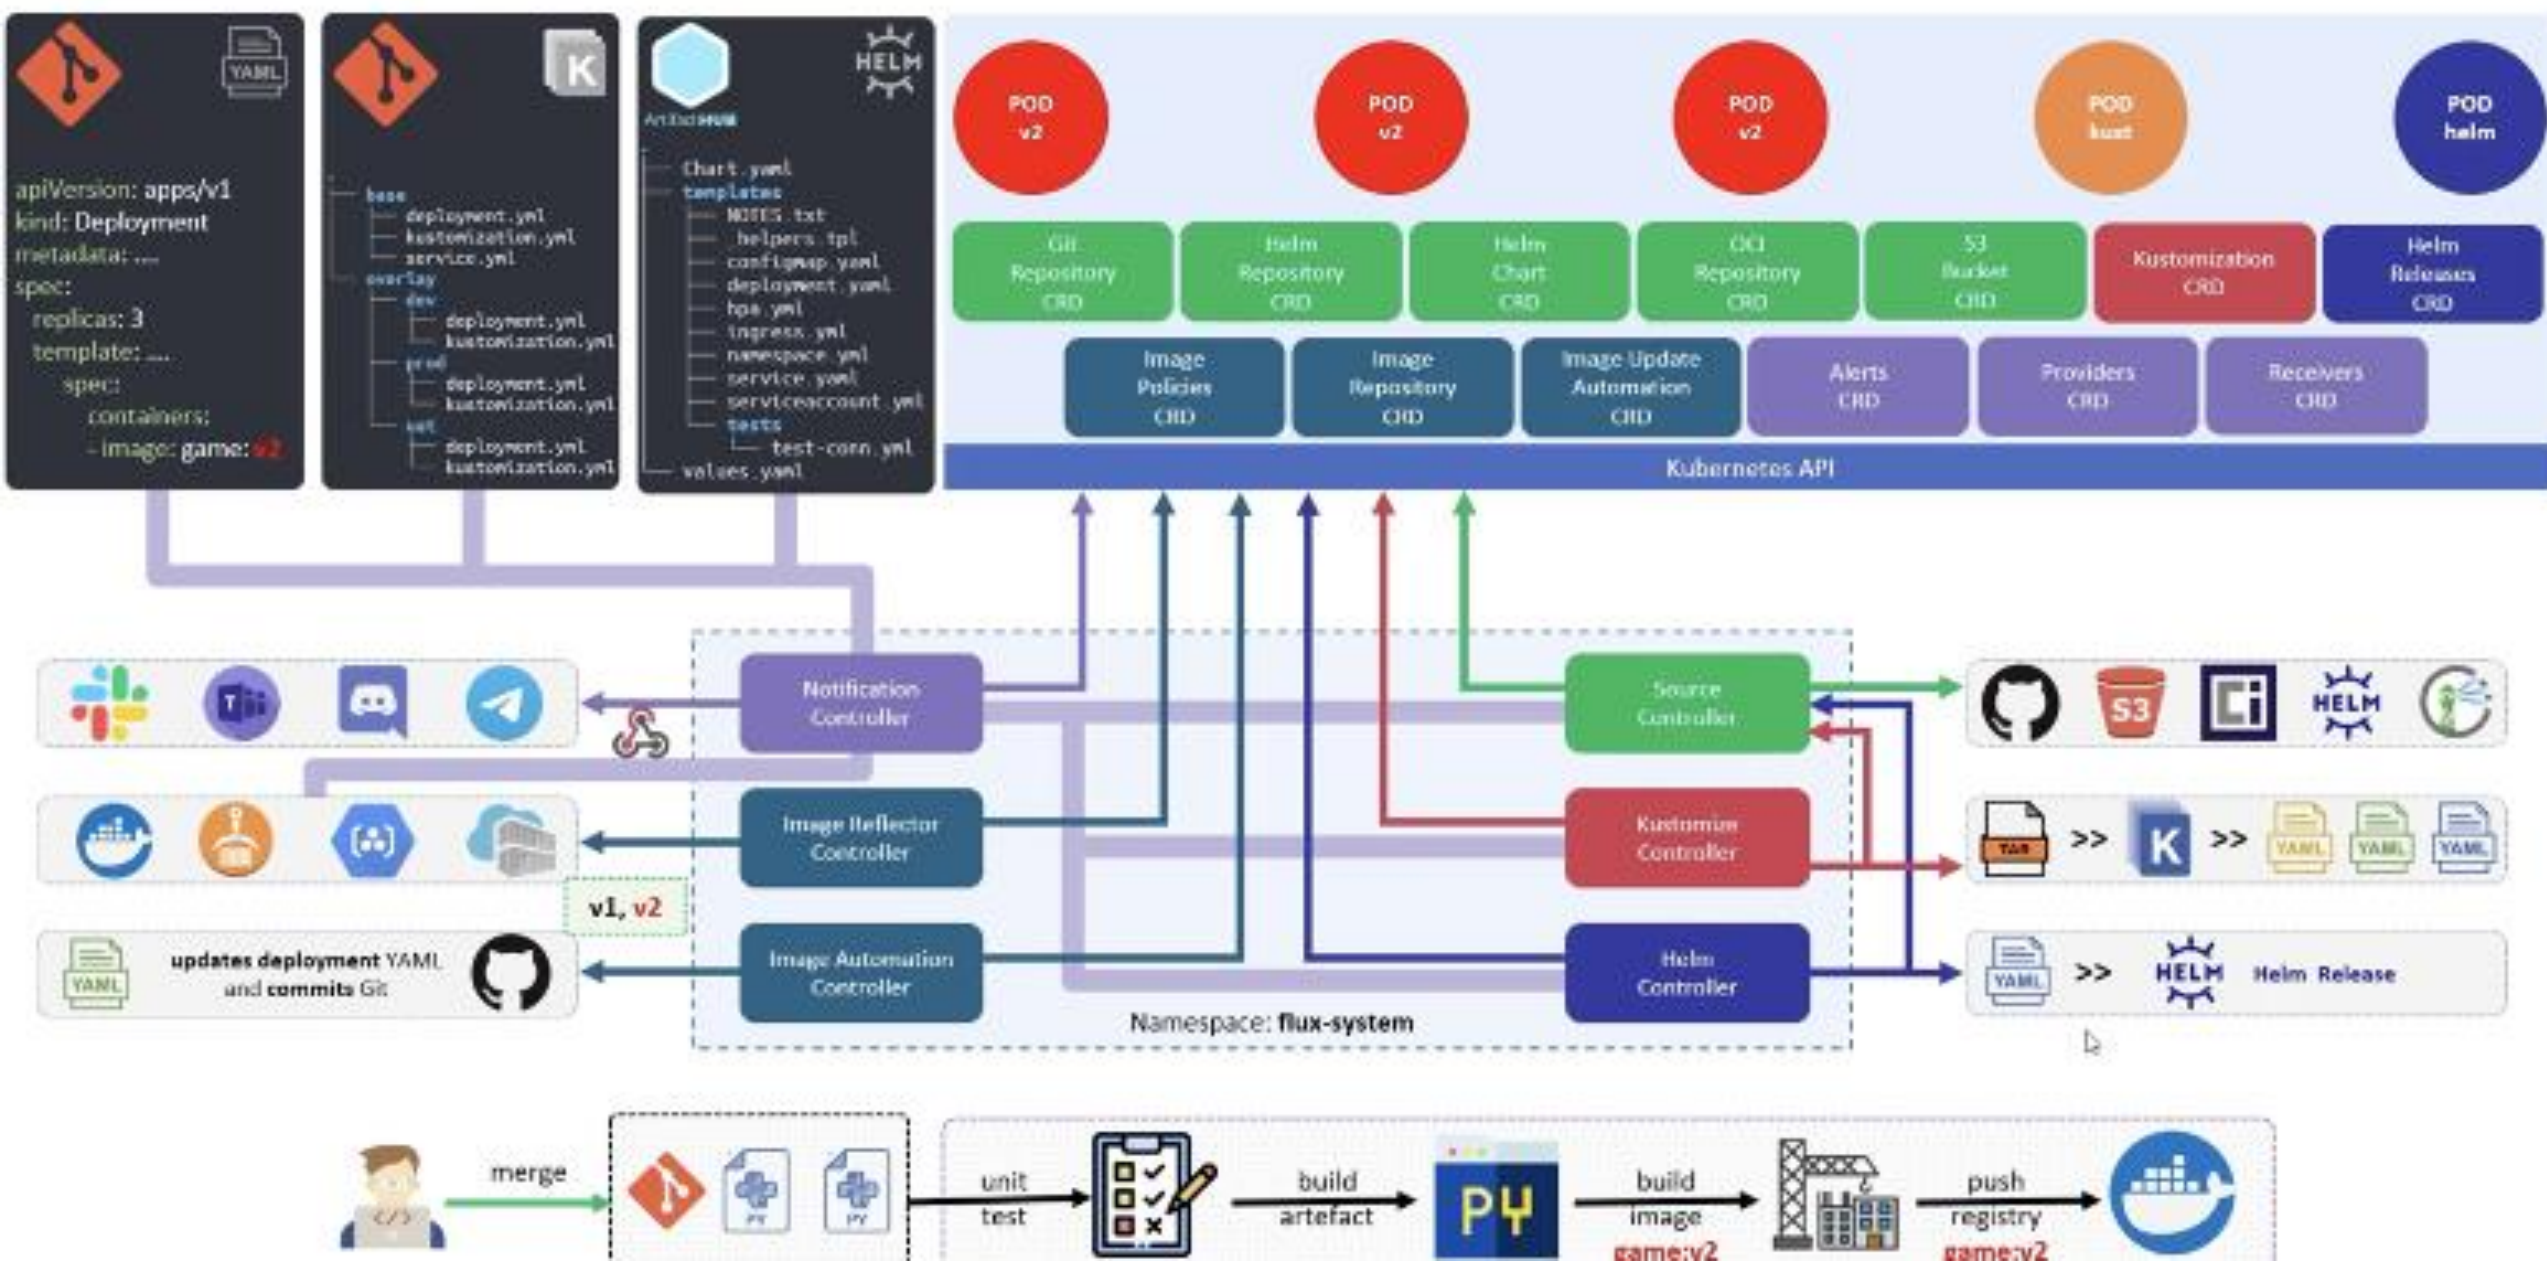 YAML
apiVersion: apps/v1
kind: Deployment
metadata: ....
spec:
replicas: 3
template: ....
spec:
containers:
- image: game: v2
K
base
deployment.yml
kustomization.yml
service.yml
overlay
dev
deployment.yml
kustomization.yml
prod
deployment.yml
kustomization.yml
uat
deployment.yml
kustomization.yml
ArtifactHUB
HELM
Chart.yaml
templates
NOTES.txt
_helpers.tpl
configmap.yaml
deployment.yaml
hpa.yml
ingress.yml
namespace.yml
service.yaml
serviceaccount.yml
tests
test-conn.yml
values.yaml
POD
v2
POD
v2
POD
v2
POD
kust
POD
helm
Git
Repository
CRD
Helm
Repository
CRD
Helm
Chart
CRD
OCI
Repository
CRD
S3
Bucket
CRD
Kustomization
CRD
Helm
Releases
CRD
Image
Policies
CRD
Image
Repository
CRD
Image Update
Automation
CRD
Alerts
CRD
Providers
CRD
Receivers
CRD
Kubernetes API
T
Notification
Controller
Source
Controller
S3
Ci
HELM
Image Reflector
Controller
Kustomize
Controller
TAR
>>
K
>>
YAML
YAML
YAML
v1, v2
YAML
updates deployment YAML
and commits Git
Image Automation
Controller
Helm
Controller
YAML
>>
HELM
Helm Release
Namespace: flux-system
merge
PY
PY
unit
test
build
artefact
PY
build
image
game:v2
push
registry
game:v2